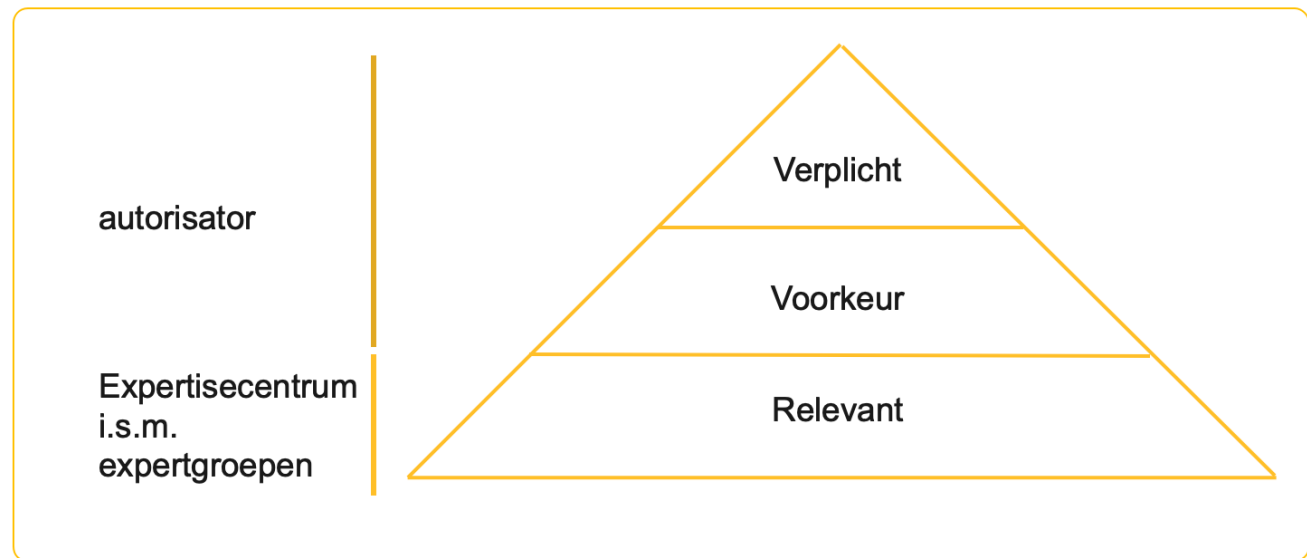 autorisator
Expertisecentrum
i.s.m.
expertgroepen
Verplicht
Voorkeur
Relevant